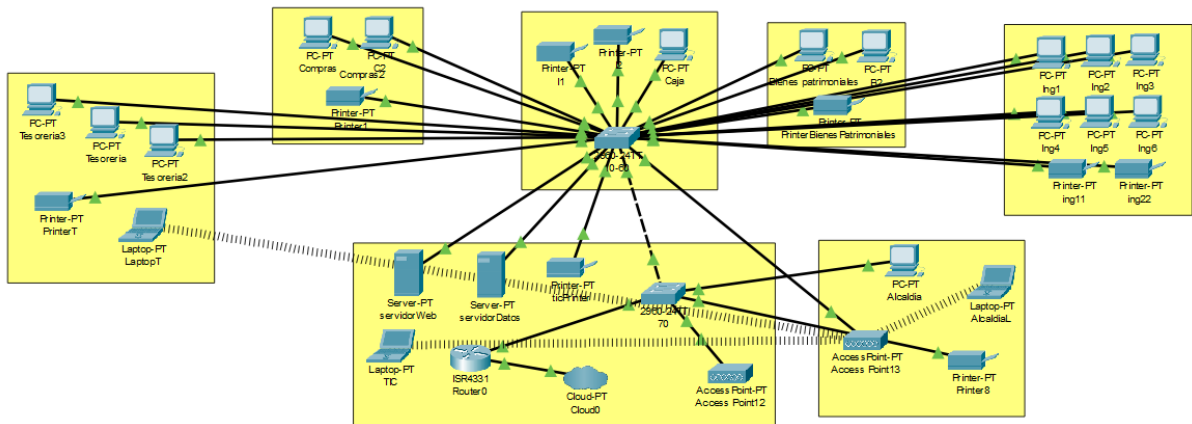 PC-PT
Tesoreria3
PC-PT
Tesoreria
PC-PT
Tesoreria2
Printer-PT
PrinterT
Laptop-PT
LaptopT
PC-PT
Compras
PC-PT
C2
Compras2
Printer-PT
Printer1
Printer-PT
I1
Printer-PT
PC-PT
Caja
2960-24TT
10-60
PC-PT
Bienes patrimoniales
PC-PT
B2
Printer-PT
PrinterBienes Patrimoniales
PC-PT
Ing1
PC-PT
Ing2
PC-PT
Ing3
PC-PT
Ing4
PC-PT
Ing5
PC-PT
Ing6
Printer-PT
ing11
Printer-PT
ing22
Server-PT
servidorWeb
Server-PT
servidorDatos
Printer-PT
ticPrinter
2960-24TT
70
Laptop-PT
TIC
ISR4331
Router0
Cloud-PT
Cloud0
AccessPoint-PT
Access Point12
PC-PT
Alcaldia
Laptop-PT
AlcaldiaL
AccessPoint-PT
Access Point13
Printer-PT
Printer8